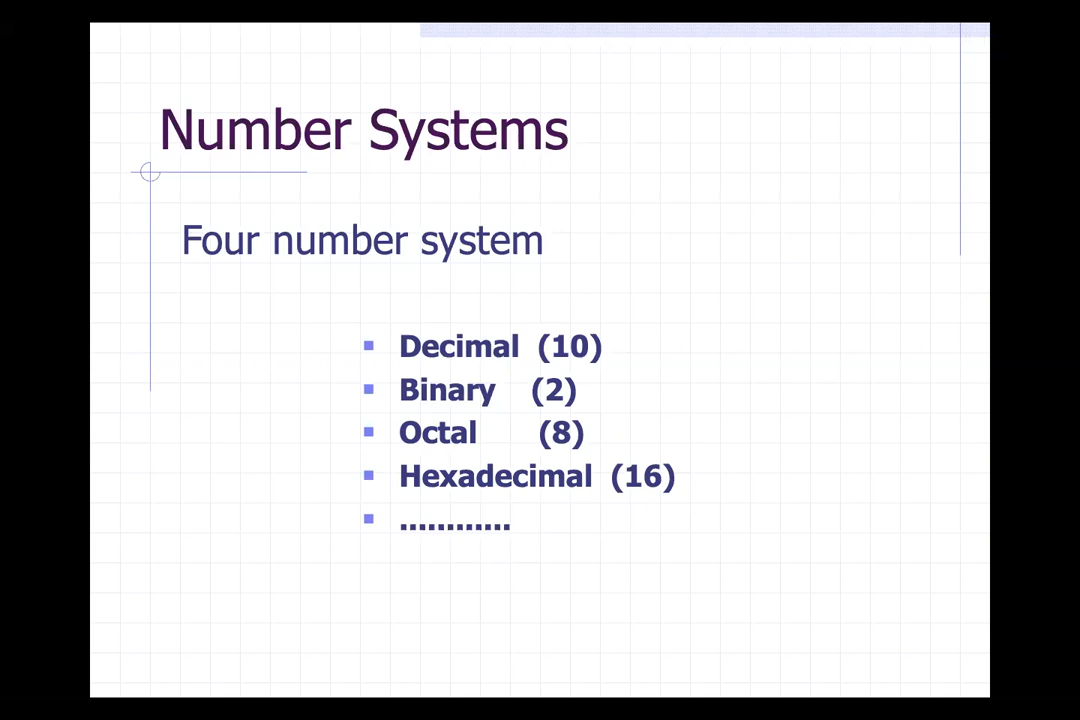 Number Systems
Four number system
Decimal (10)
Binary (2)
Octal (8)
Hexadecimal (16)
............